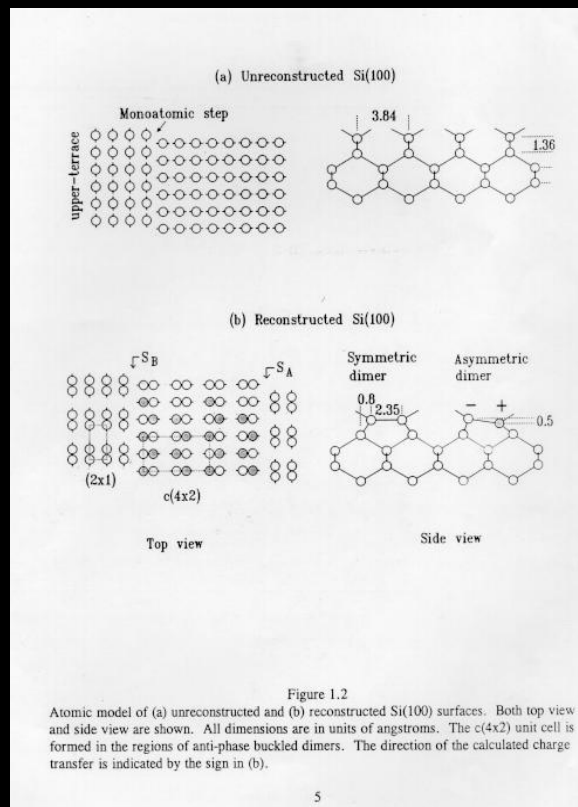 (a) Unreconstructed Si(100)
Monoatomic step
upper-terrace
3.84
1.36
(b) Reconstructed Si(100)
S_B
S_A
(2x1)
c(4x2)
Top view
Symmetric dimer
Asymmetric dimer
0.8
2.35
− +
0.5
Side view
Figure 1.2
Atomic model of (a) unreconstructed and (b) reconstructed Si(100) surfaces. Both top view
and side view are shown. All dimensions are in units of angstroms. The c(4x2) unit cell is
formed in the regions of anti-phase buckled dimers. The direction of the calculated charge
transfer is indicated by the sign in (b).
5